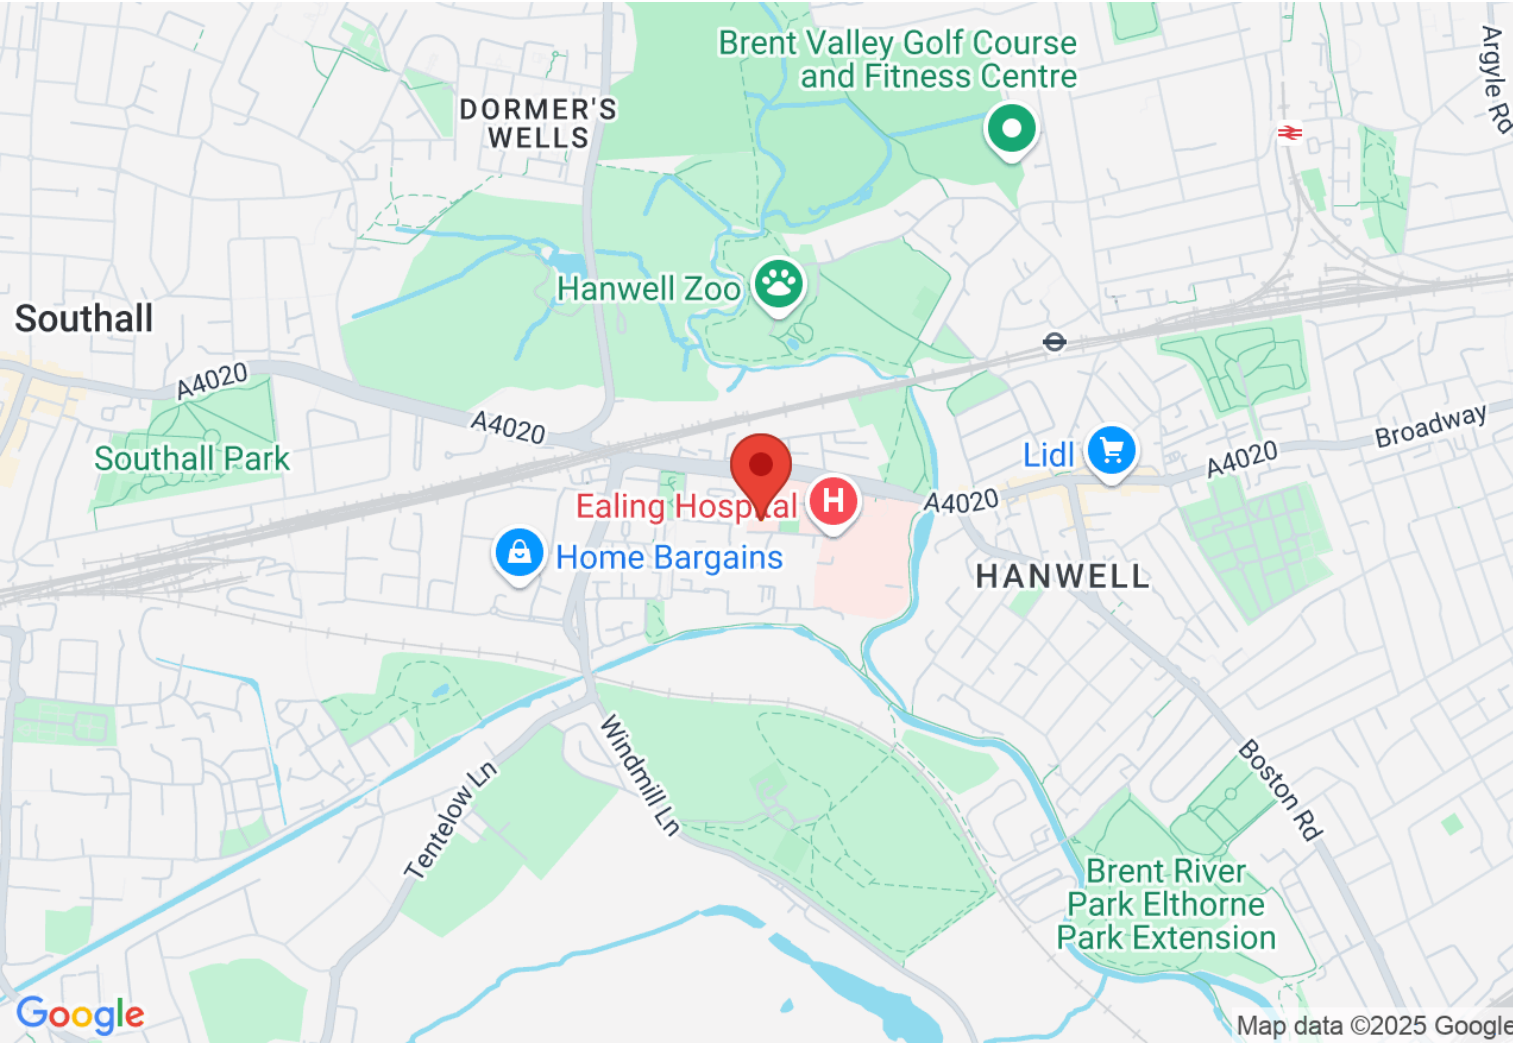 Brent Valley Golf Course
and Fitness Centre
Argyle Rd
DORMER'S
WELLS
Hanwell Zoo
Southall
A4020
A4020
Broadway
Southall Park
Lidl
A4020
Ealing Hospital
H
A4020
Home Bargains
HANWELL
Windmill Ln
Tentelow Ln
Boston Rd
Brent River
Park Elthorne
Park Extension
Google
Map data ©2025 Google